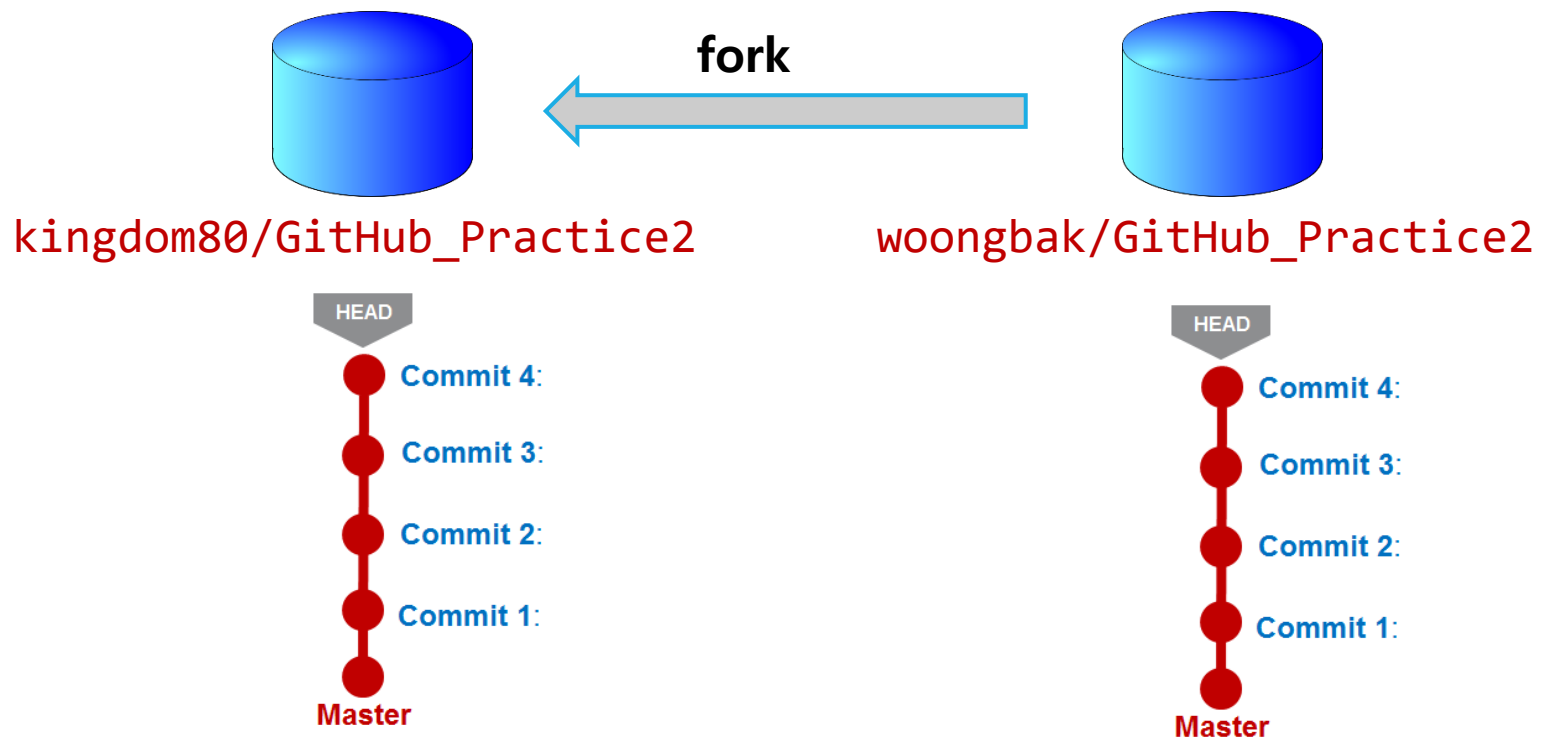 fork
kingdom80/GitHub_Practice2
woongbak/GitHub_Practice2
HEAD
Commit 4:
Commit 3:
Commit 2:
Commit 1:
Master
HEAD
Commit 4:
Commit 3:
Commit 2:
Commit 1:
Master